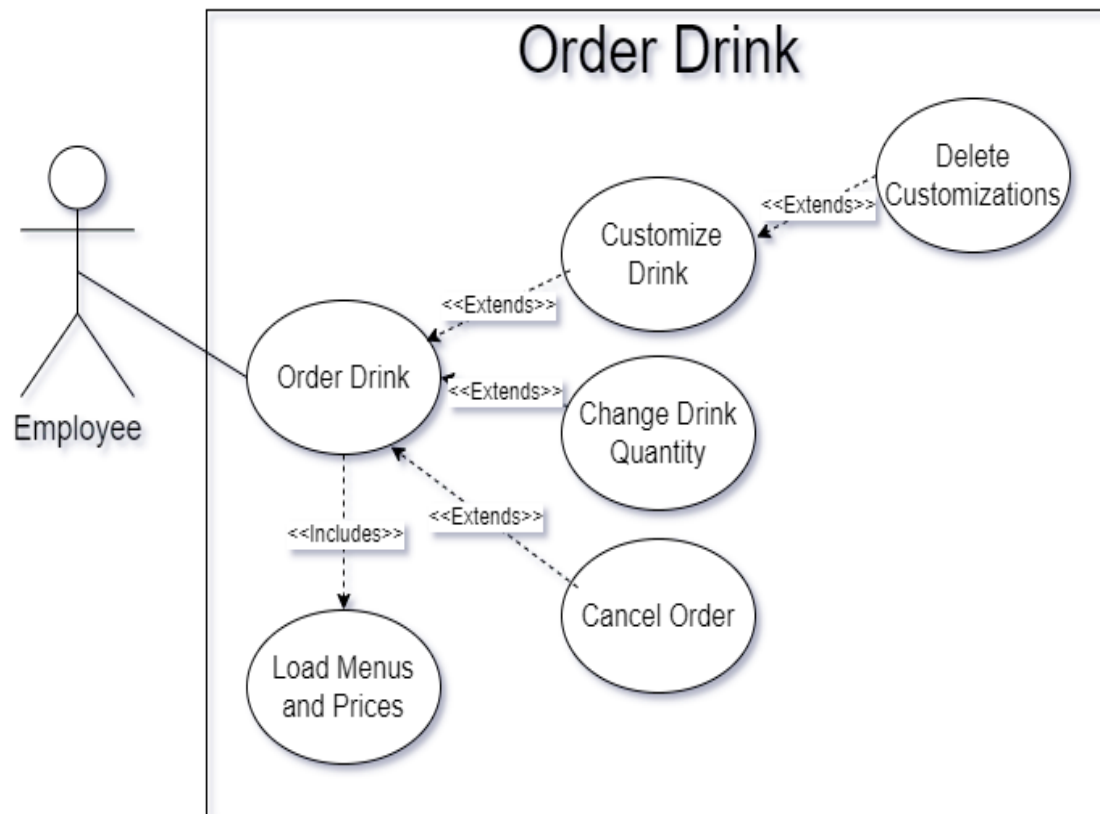 Order Drink
Delete
Customizations
<<Extends>>
Customize
Drink
<<Extends>>
Order Drink
<<Extends>>
Change Drink
Quantity
Employee
<<Extends>>
<<Includes>>
Cancel Order
Load Menus
and Prices